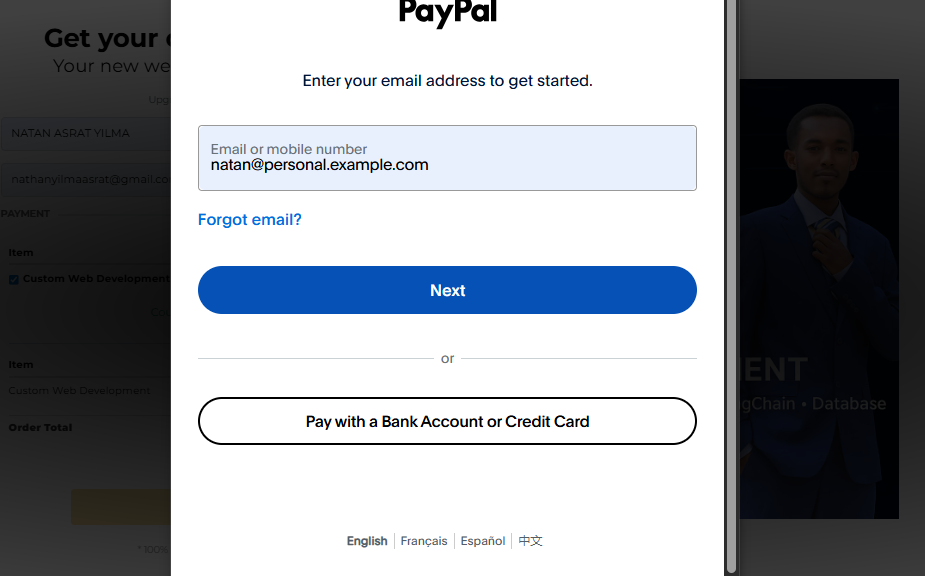 PayPal
Get your
Your new we
Enter your email address to get started.
NATAN ASRAT YILMA
Email or mobile number
natan@personal.example.com
nathanyilmaasrat@gmail.co
PAYMENT
Forgot email?
Item
Custom Web Development
Next
Item
or
Custom Web Development
ENT
gChain • Database
Order Total
Pay with a Bank Account or Credit Card
English
Français
Español
中文
* 100%